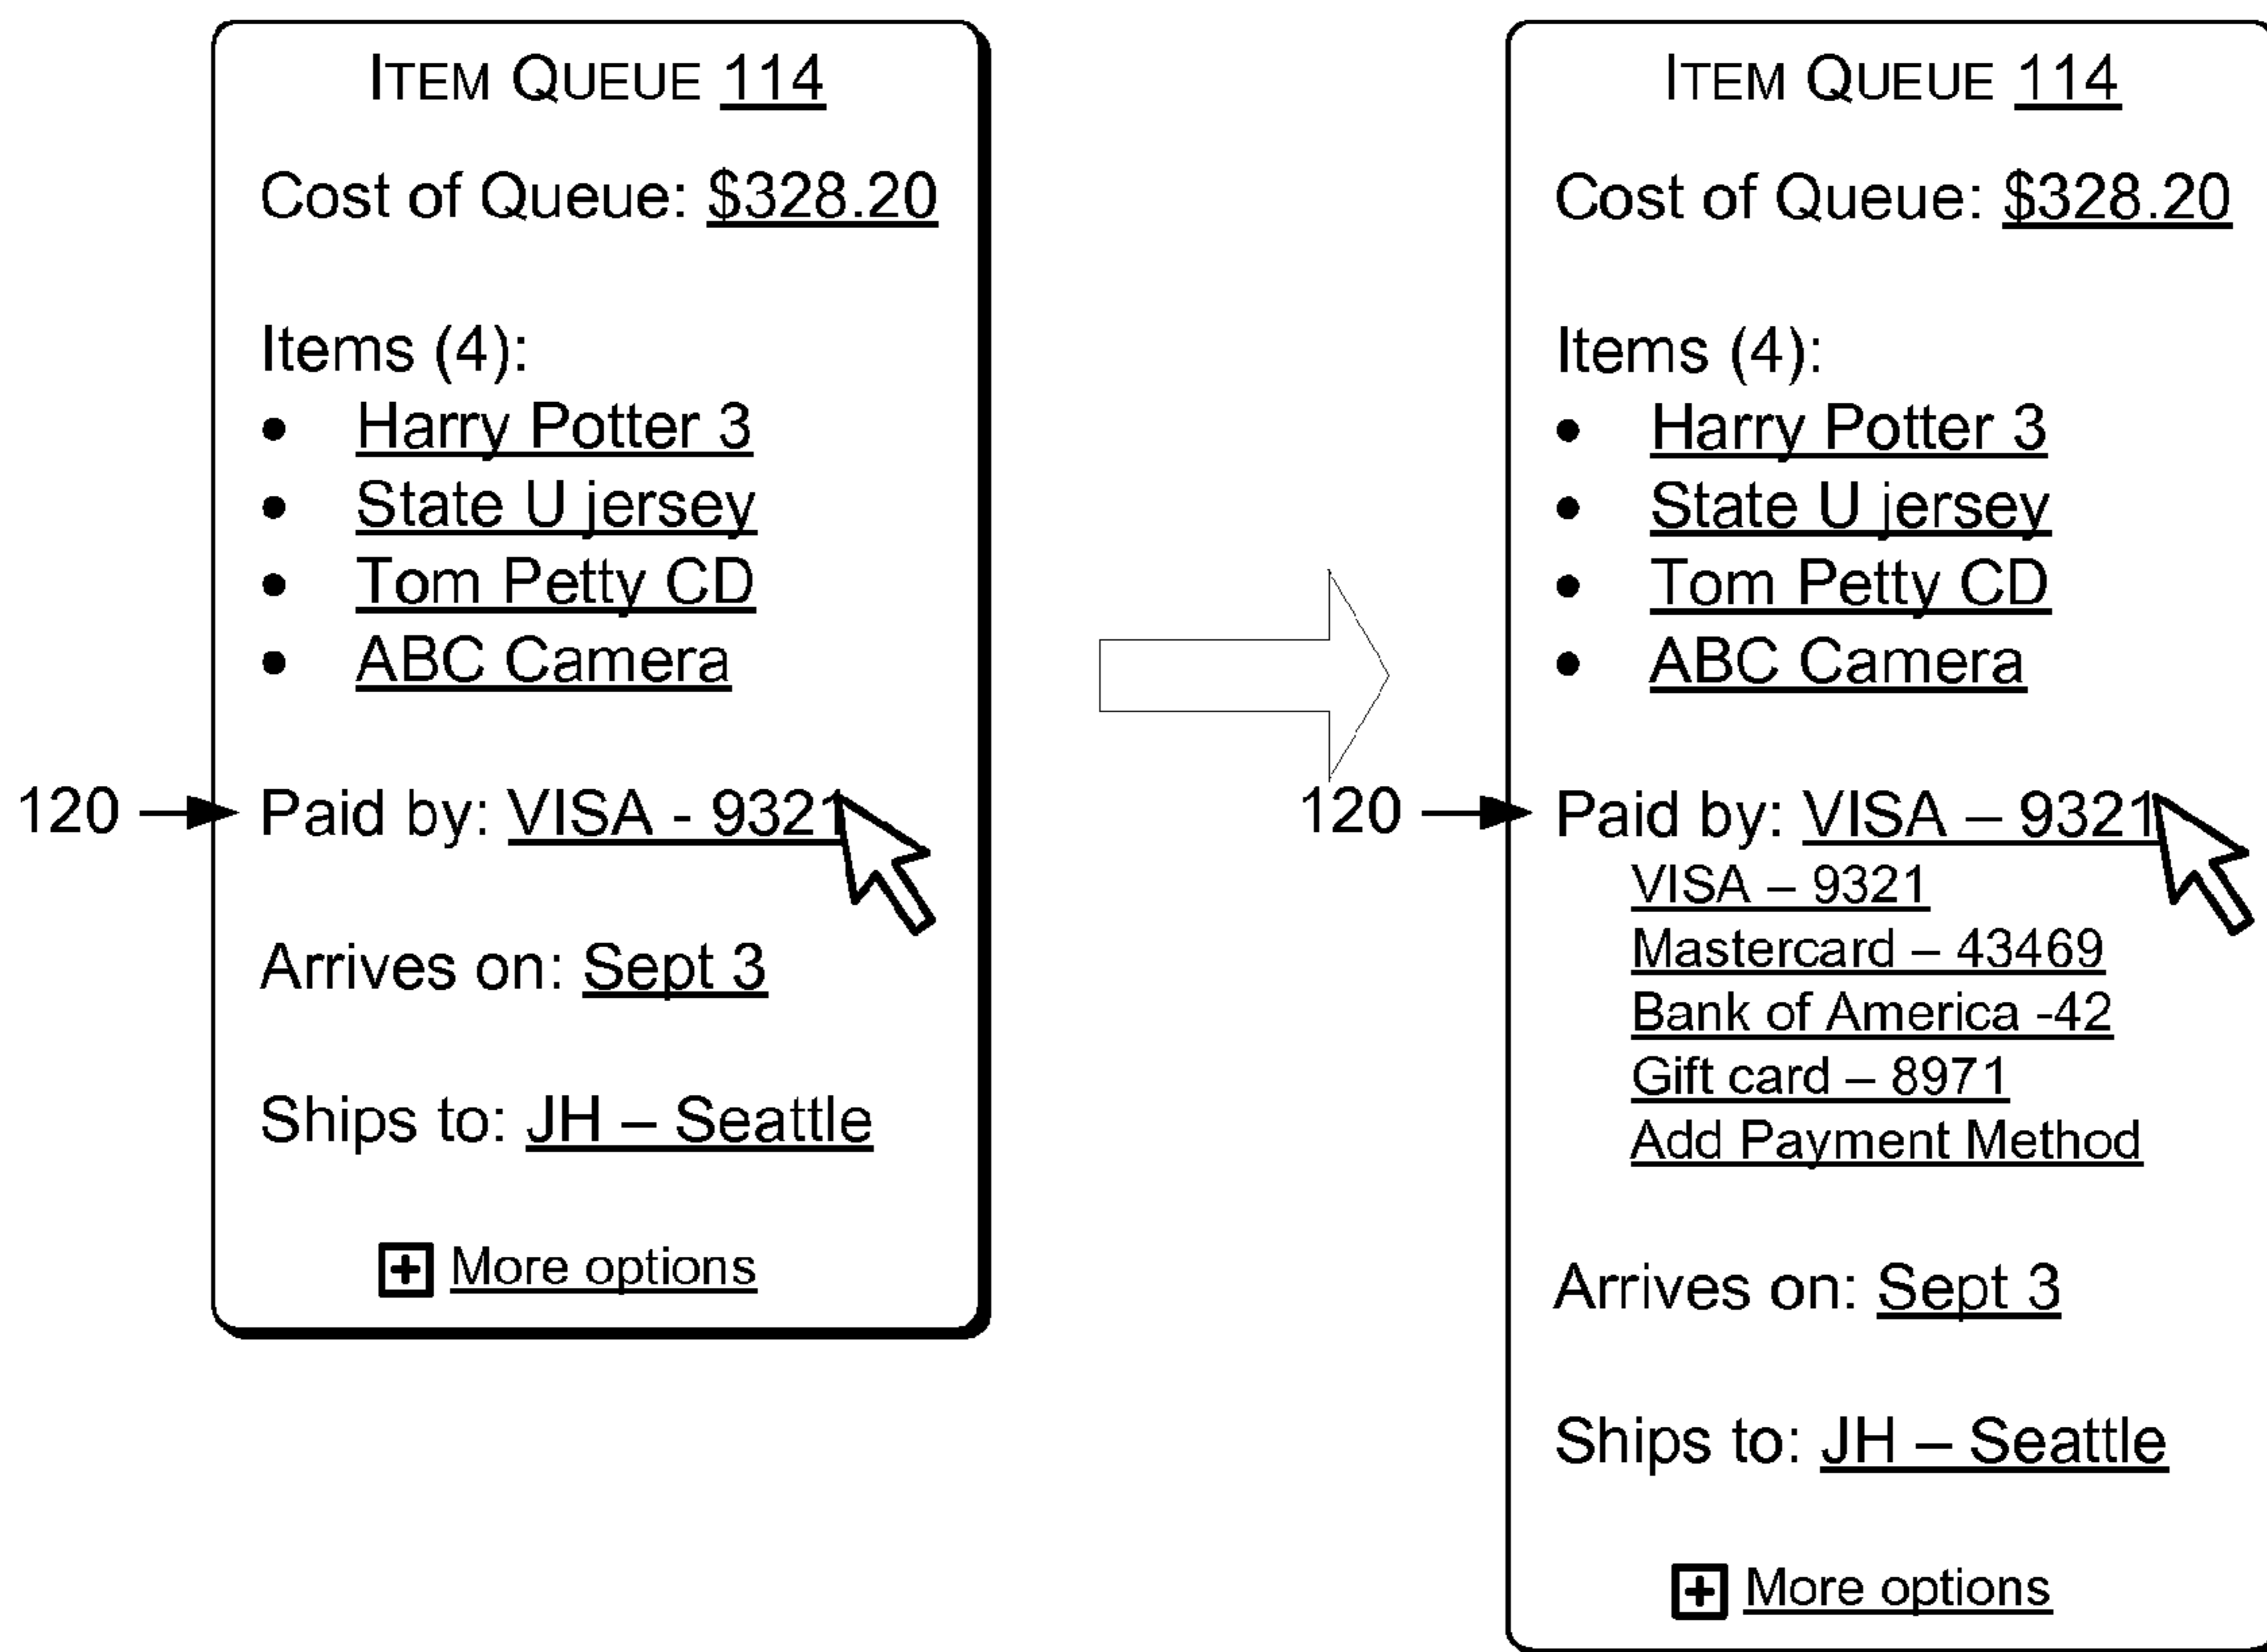 ITEM QUEUE 114
Cost of Queue: $328.20
Items (4):
• Harry Potter 3
• State U jersey
• Tom Petty CD
• ABC Camera
120
Paid by: VISA - 9321
Arrives on: Sept 3
Ships to: JH – Seattle
More options
ITEM QUEUE 114
Cost of Queue: $328.20
Items (4):
• Harry Potter 3
• State U jersey
• Tom Petty CD
• ABC Camera
120
Paid by: VISA – 9321
VISA – 9321
Mastercard – 43469
Bank of America -42
Gift card – 8971
Add Payment Method
Arrives on: Sept 3
Ships to: JH – Seattle
More options